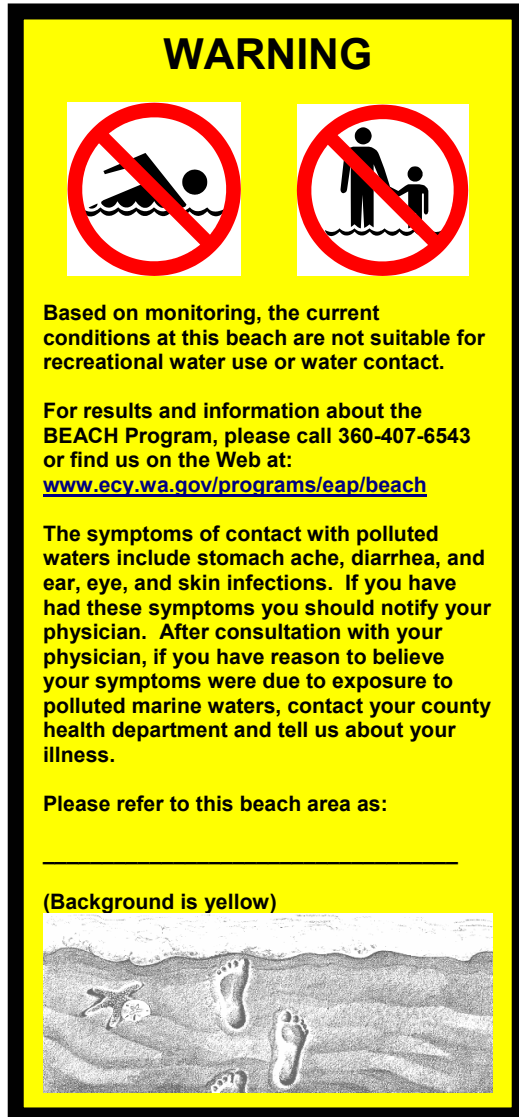 WARNING
Based on monitoring, the current
conditions at this beach are not suitable for
recreational water use or water contact.
For results and information about the
BEACH Program, please call 360-407-6543
or find us on the Web at:
www.ecy.wa.gov/programs/eap/beach
The symptoms of contact with polluted
waters include stomach ache, diarrhea, and
ear, eye, and skin infections.  If you have
had these symptoms you should notify your
physician.  After consultation with your
physician, if you have reason to believe
your symptoms were due to exposure to
polluted marine waters, contact your county
health department and tell us about your
illness.
Please refer to this beach area as:
___________________________________
(Background is yellow)